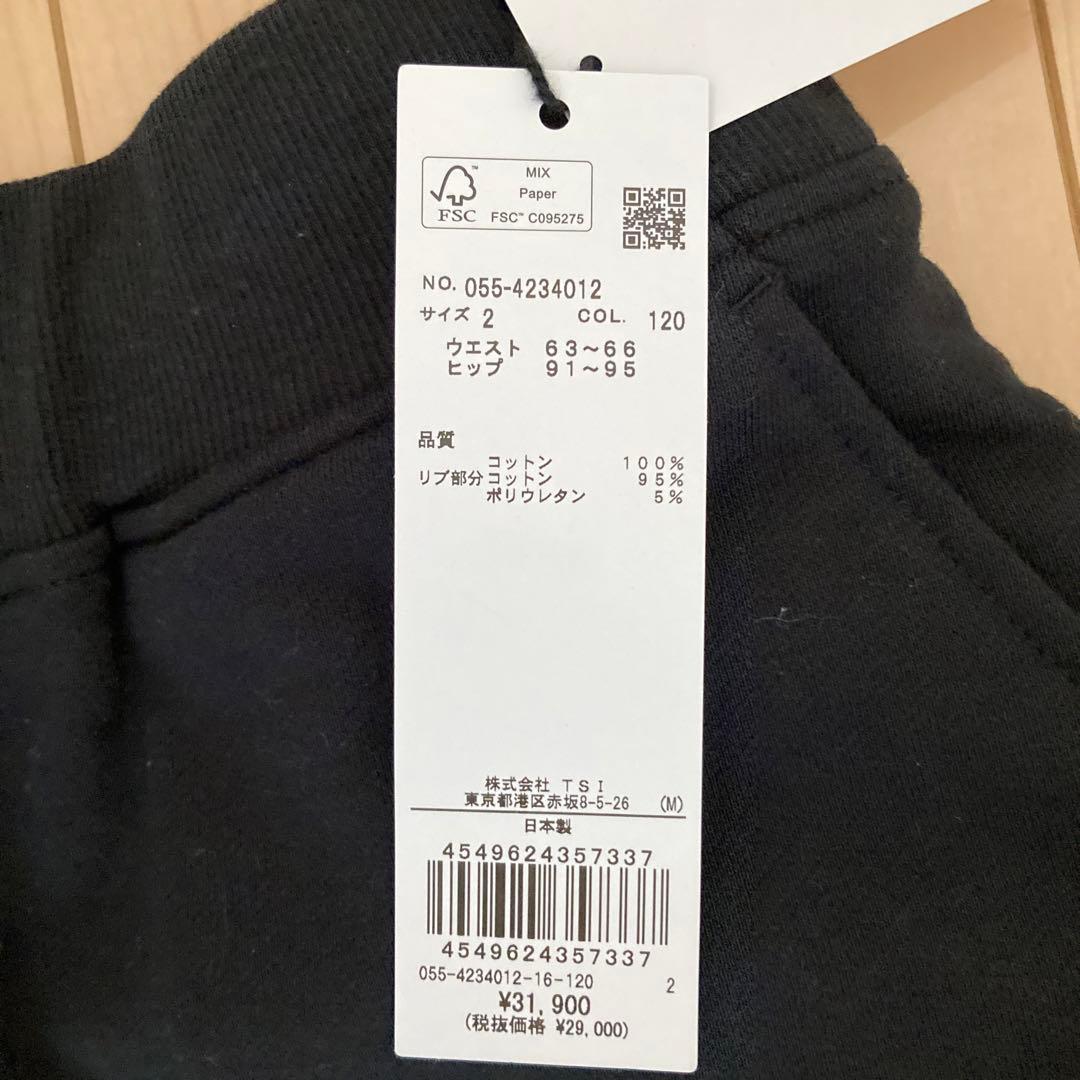 MIX
Paper
FSC™ C095275
FSC
NO. 055-4234012
サイズ 2 COL. 120
ウエスト 63~66
ヒップ 91~95
品質
コットン 100%
リブ部分 コットン 95%
ポリウレタン 5%
株式会社 TSI
東京都港区赤坂8-5-26 (M)
日本製
4549624357337
4549624357337
055-4234012-16-120 2
¥31,900
(税抜価格 ¥29,000)